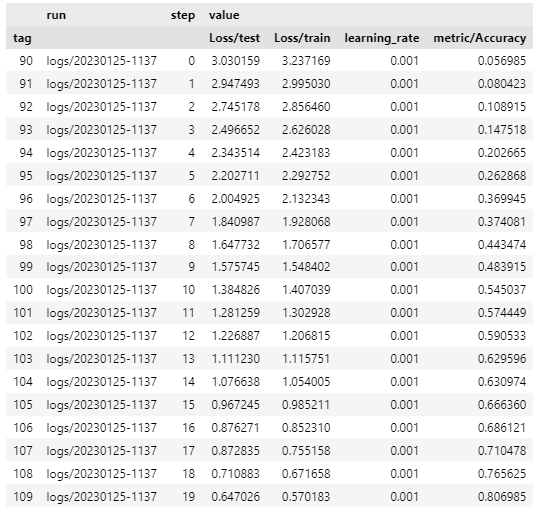 run step value
tag Loss/test Loss/train learning_rate metric/Accuracy
90 logs/20230125-1137 0 3.030159 3.237169 0.001 0.056985
91 logs/20230125-1137 1 2.947493 2.995030 0.001 0.080423
92 logs/20230125-1137 2 2.745178 2.856460 0.001 0.108915
93 logs/20230125-1137 3 2.496652 2.626028 0.001 0.147518
94 logs/20230125-1137 4 2.343514 2.423183 0.001 0.202665
95 logs/20230125-1137 5 2.202711 2.292752 0.001 0.262868
96 logs/20230125-1137 6 2.004925 2.132343 0.001 0.369945
97 logs/20230125-1137 7 1.840987 1.928068 0.001 0.374081
98 logs/20230125-1137 8 1.647732 1.706577 0.001 0.443474
99 logs/20230125-1137 9 1.575745 1.548402 0.001 0.483915
100 logs/20230125-1137 10 1.384826 1.407039 0.001 0.545037
101 logs/20230125-1137 11 1.281259 1.302928 0.001 0.574449
102 logs/20230125-1137 12 1.226887 1.206815 0.001 0.590533
103 logs/20230125-1137 13 1.111230 1.115751 0.001 0.629596
104 logs/20230125-1137 14 1.076638 1.054005 0.001 0.630974
105 logs/20230125-1137 15 0.967245 0.985211 0.001 0.666360
106 logs/20230125-1137 16 0.876271 0.852310 0.001 0.686121
107 logs/20230125-1137 17 0.872835 0.755158 0.001 0.710478
108 logs/20230125-1137 18 0.710883 0.671658 0.001 0.765625
109 logs/20230125-1137 19 0.647026 0.570183 0.001 0.806985